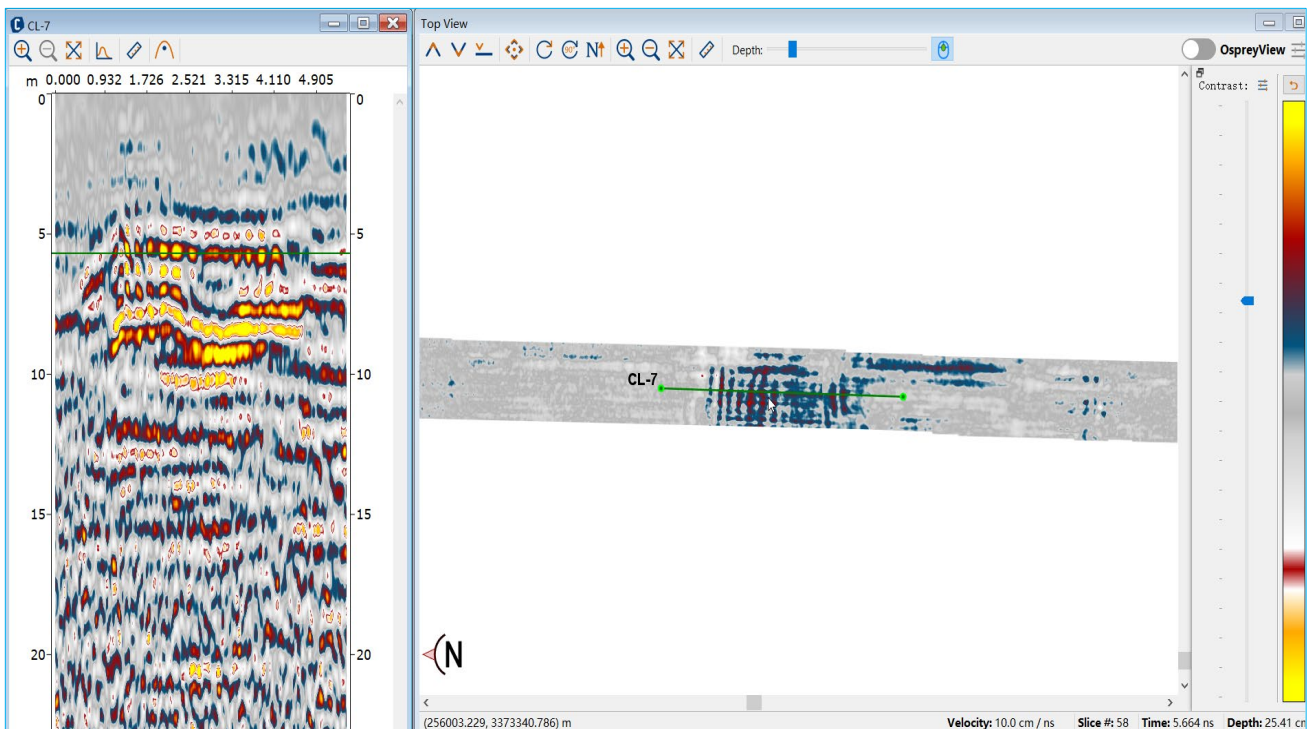 CL-7
m 0.000 0.932 1.726 2.521 3.315 4.110 4.905
0 0
5 5
10 10
15 15
20 20
Top View
90° N Depth: OspreyView
Contrast:
CL-7
N
(256003.229, 3373340.786) m Velocity: 10.0 cm / ns Slice #: 58 Time: 5.664 ns Depth: 25.41 cm